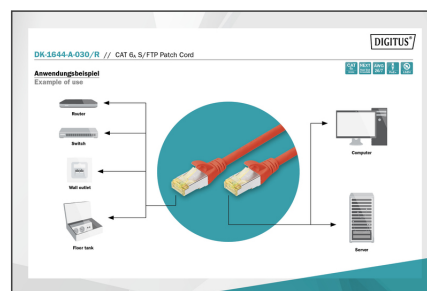 DIGITUS®
DK-1644-A-030/R // CAT 6A S/FTP Patch Cord
Anwendungsbeispiel
Example of use
Router
Switch
Wall outlet
Floor tank
Computer
Server